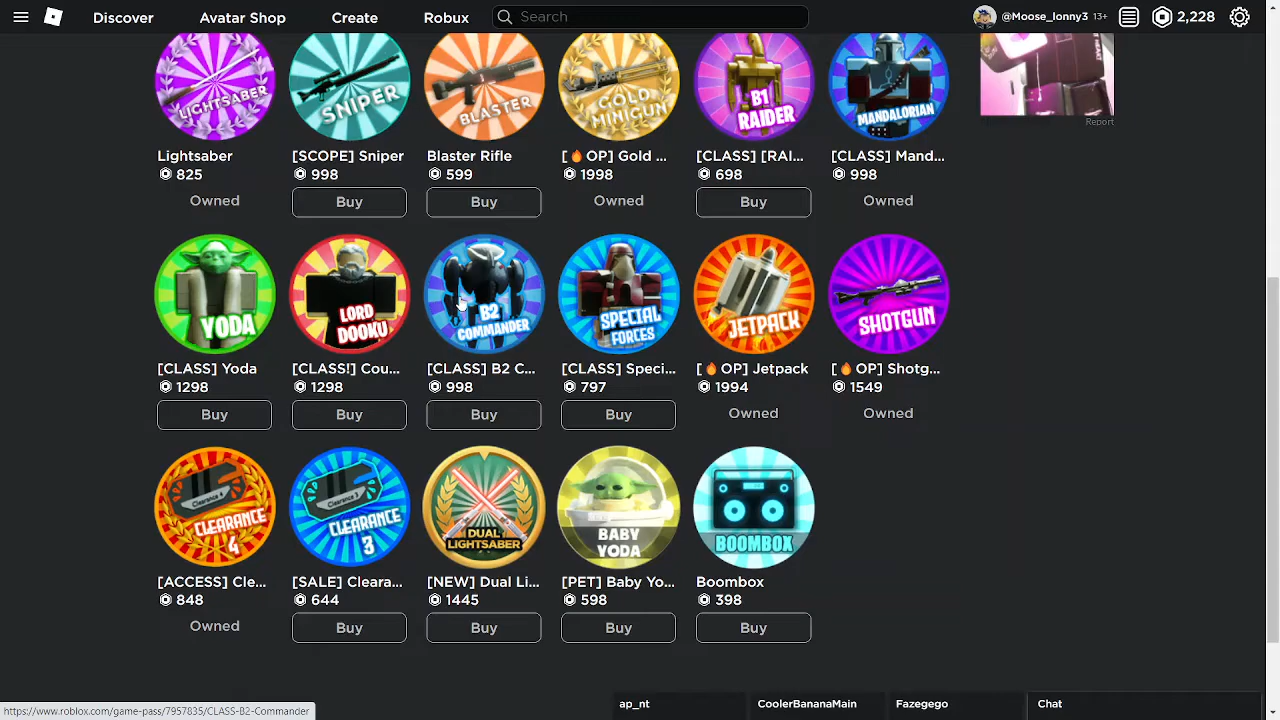 Discover Avatar Shop Create Robux Search @Moose_lonny3 13+ 2,228
LIGHTSABER SNIPER BLASTER GOLD MINIGUN B1 RAIDER MANDALORIAN
Report
Lightsaber [SCOPE] Sniper Blaster Rifle [🔥OP] Gold ... [CLASS] [RAI... [CLASS] Mand...
825 998 599 1998 698 998
Owned Buy Buy Owned Buy Owned
YODA LORD DOOKU B2 COMMANDER SPECIAL FORCES JETPACK SHOTGUN
[CLASS] Yoda [CLASS!] Cou... [CLASS] B2 C... [CLASS] Speci... [🔥OP] Jetpack [🔥OP] Shotg...
1298 1298 998 797 1994 1549
Buy Buy Buy Buy Owned Owned
Clearance 4 CLEARANCE 4 Clearance 3 CLEARANCE 3 DUAL LIGHTSABER BABY YODA BOOMBOX
[ACCESS] Cle... [SALE] Cleara... [NEW] Dual Li... [PET] Baby Yo... Boombox
848 644 1445 598 398
Owned Buy Buy Buy Buy
https://www.roblox.com/game-pass/7957835/CLASS-B2-Commander ap_nt CoolerBananaMain Fazegego Chat